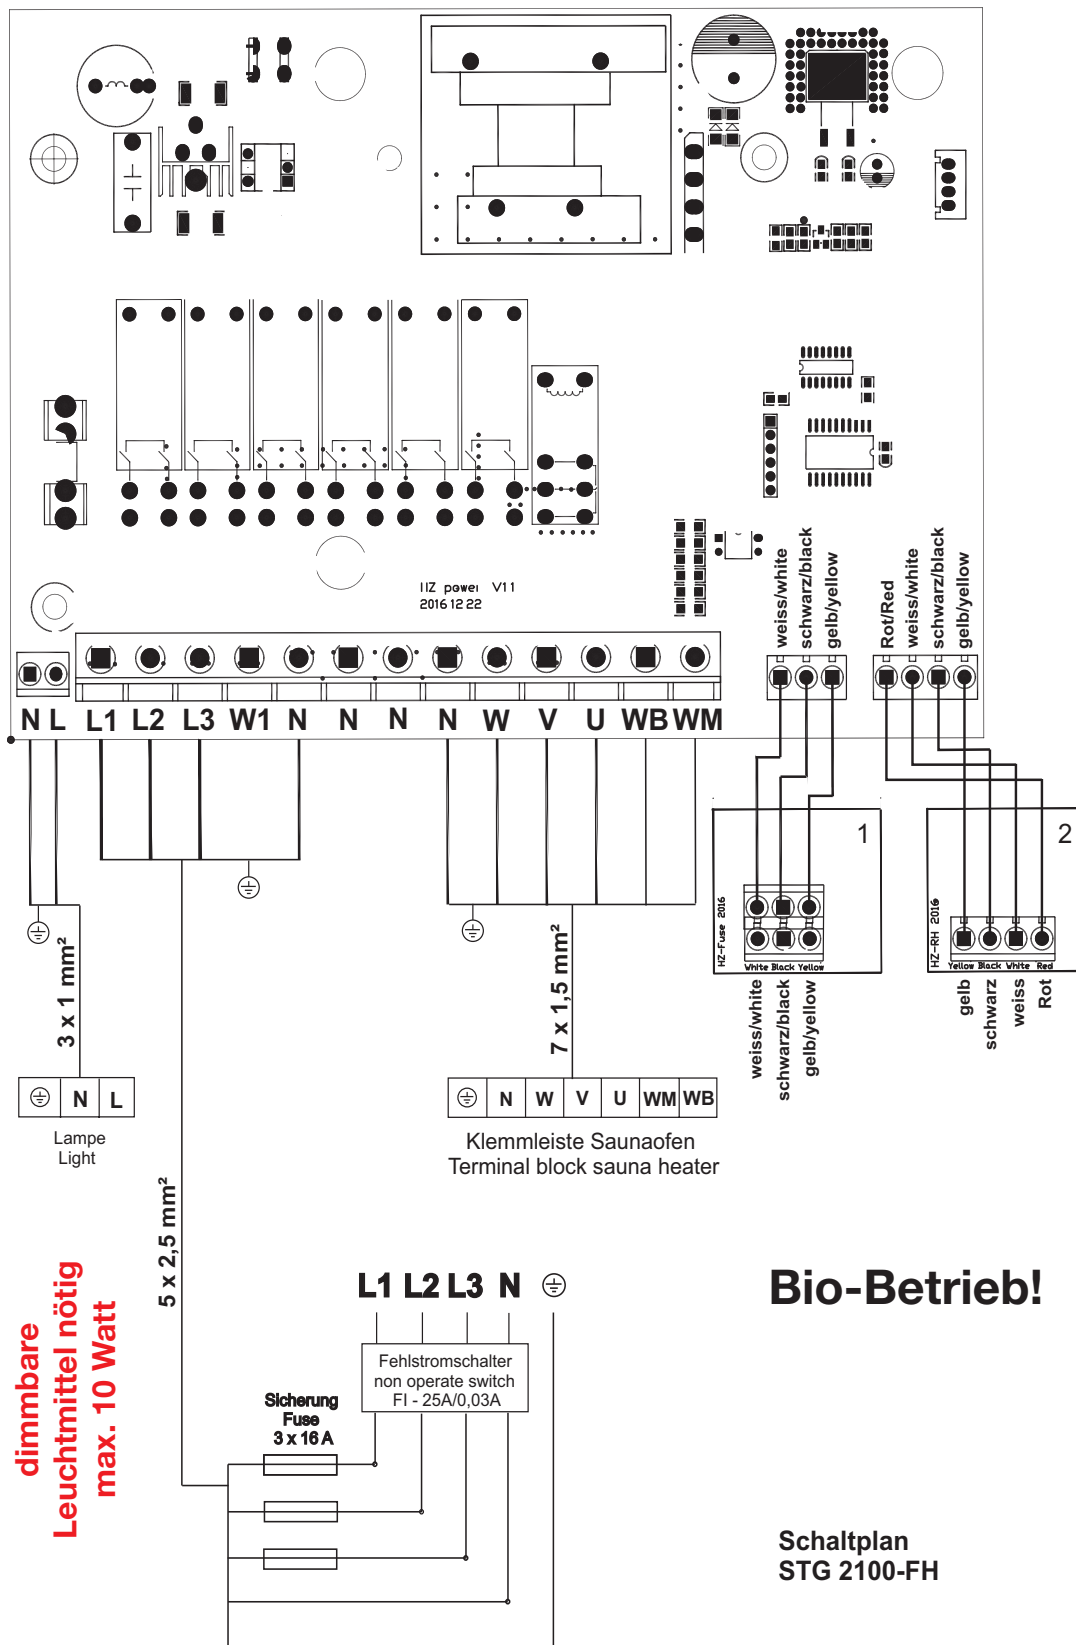 HZ power V11
2016 12 22
weiss/white
schwarz/black
gelb/yellow
Rot/Red
weiss/white
schwarz/black
gelb/yellow
N L L1 L2 L3 W1 N N N N W V U WB WM
1
HZ-Fuse 2016
White Black Yellow
weiss/white
schwarz/black
gelb/yellow
2
HZ-RH 2016
Yellow Black White Red
gelb
schwarz
weiss
Rot
3 x 1 mm²
N L
Lampe
Light
7 x 1,5 mm²
N W V U WM WB
Klemmleiste Saunaofen
Terminal block sauna heater
5 x 2,5 mm²
dimmbare
Leuchtmittel nötig
max. 10 Watt
L1 L2 L3 N
Fehlstromschalter
non operate switch
FI - 25A/0,03A
Sicherung
Fuse
3 x 16 A
Bio-Betrieb!
Schaltplan
STG 2100-FH